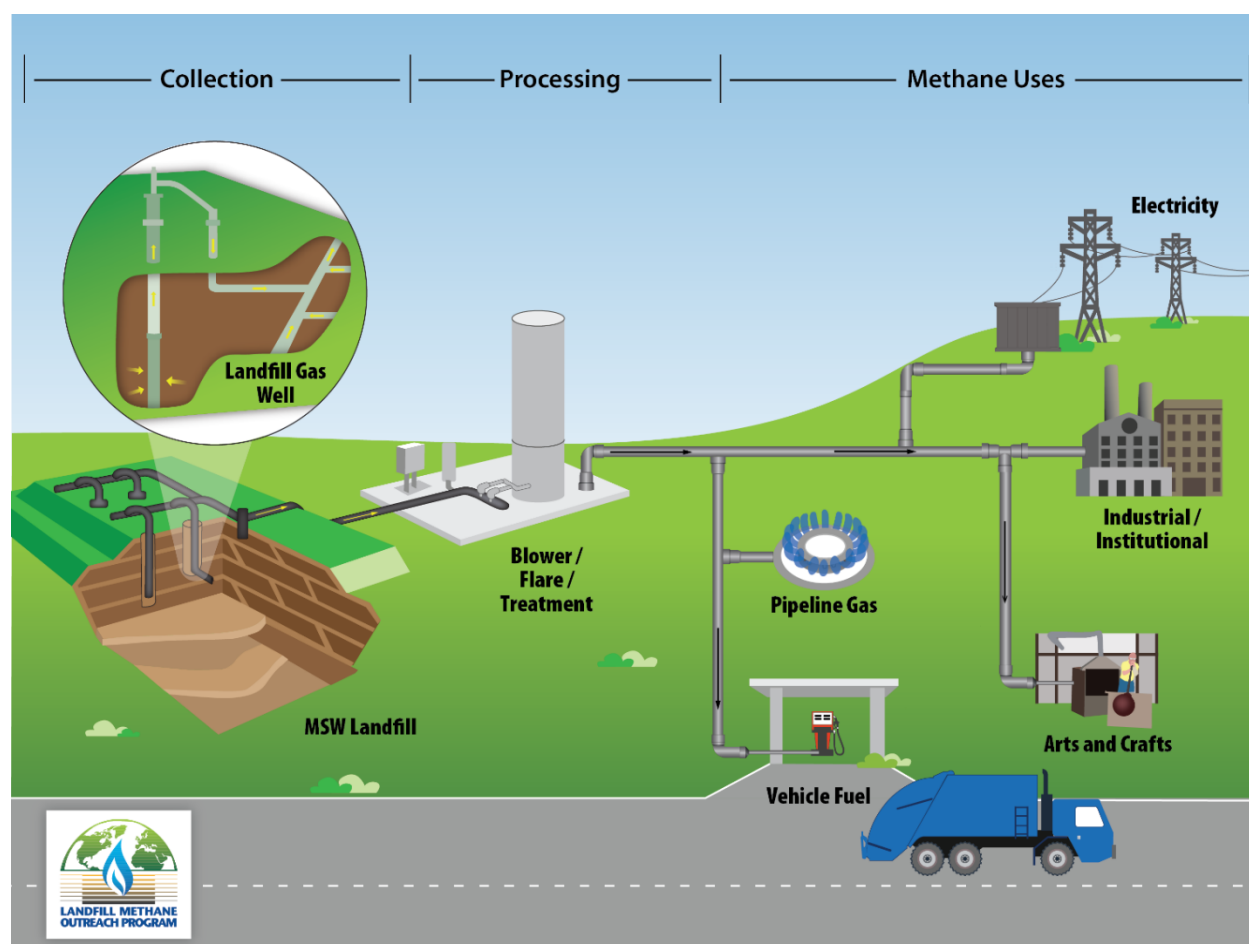 Collection
Processing
Methane Uses
Electricity
Landfill Gas
Well
Industrial /
Institutional
Blower /
Flare /
Treatment
Pipeline Gas
MSW Landfill
Arts and Crafts
Vehicle Fuel
LANDFILL METHANE
OUTREACH PROGRAM